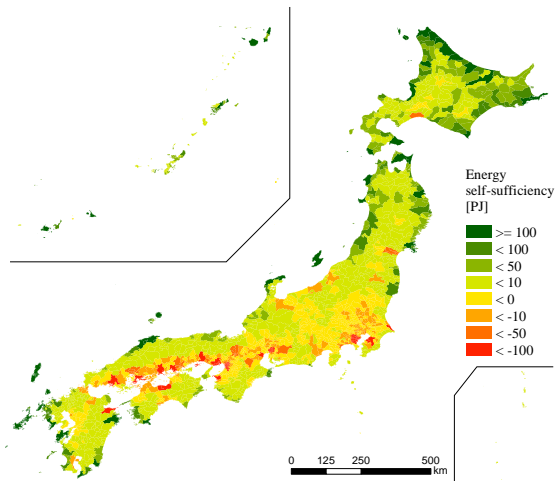 Energy
self-sufficiency
[PJ]
>= 100
< 100
< 50
< 10
< 0
< -10
< -50
< -100
0 125 250 500
km